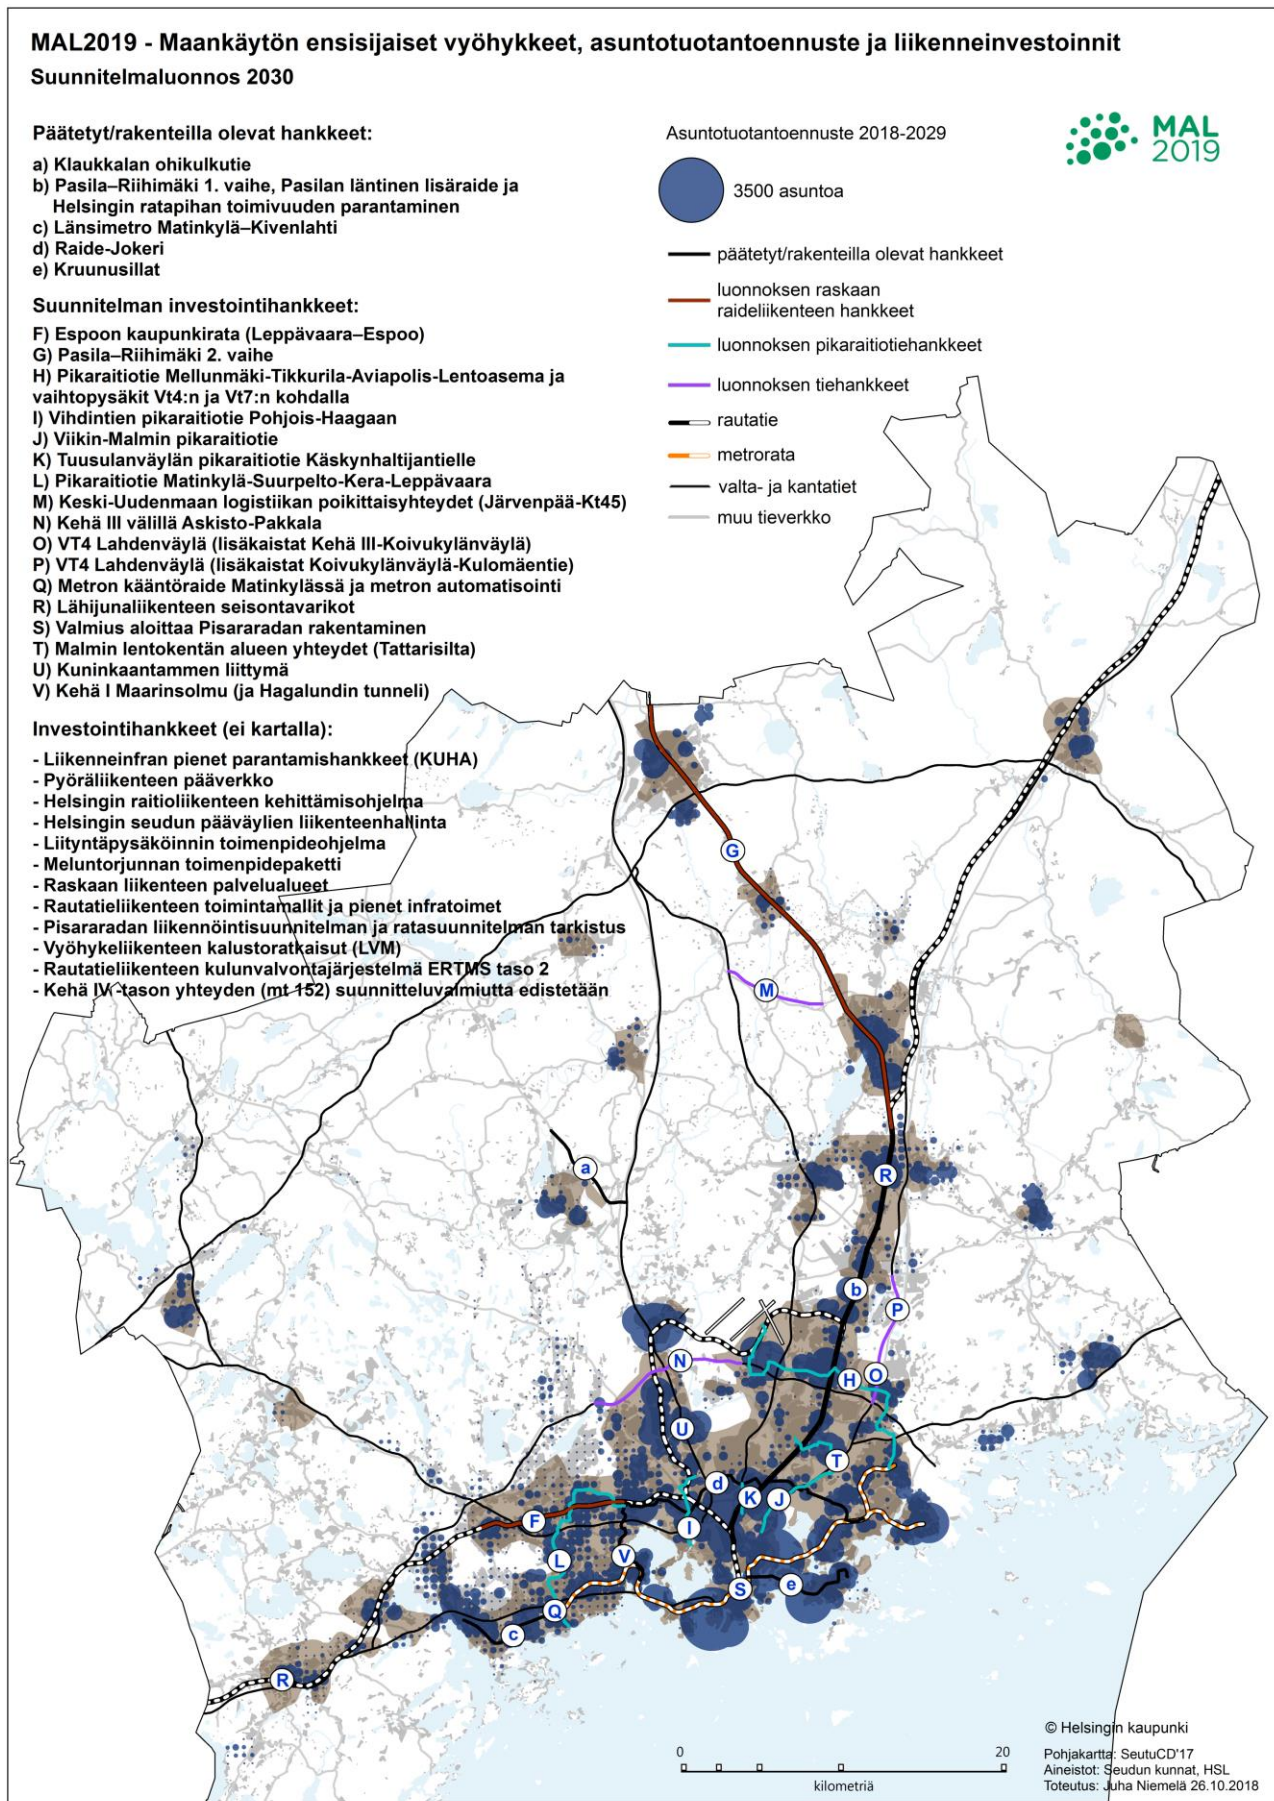 MAL2019 - Maankäytön ensisijaiset vyöhykkeet, asuntotuotantoennuste ja liikenneinvestoinnit
Suunnitelmaluonnos 2030
Päätetyt/rakenteilla olevat hankkeet:
a) Klaukkalan ohikulkutie
b) Pasila–Riihimäki 1. vaihe, Pasilan läntinen lisäraide ja
Helsingin ratapihan toimivuuden parantaminen
c) Länsimetro Matinkylä–Kivenlahti
d) Raide-Jokeri
e) Kruunusillat
Suunnitelman investointihankkeet:
F) Espoon kaupunkirata (Leppävaara–Espoo)
G) Pasila–Riihimäki 2. vaihe
H) Pikaraitiotie Mellunmäki-Tikkurila-Aviapolis-Lentoasema ja
vaihtopysäkit Vt4:n ja Vt7:n kohdalla
I) Vihdintien pikaraitiotie Pohjois-Haagaan
J) Viikin-Malmin pikaraitiotie
K) Tuusulanväylän pikaraitiotie Käskynhaltijantielle
L) Pikaraitiotie Matinkylä-Suurpelto-Kera-Leppävaara
M) Keski-Uudenmaan logistiikan poikittaisyhteydet (Järvenpää-Kt45)
N) Kehä III välillä Askisto-Pakkala
O) VT4 Lahdenväylä (lisäkaistat Kehä III-Koivukylänväylä)
P) VT4 Lahdenväylä (lisäkaistat Koivukylänväylä-Kulomäentie)
Q) Metron kääntöraide Matinkylässä ja metron automatisointi
R) Lähijunaliikenteen seisontavarikot
S) Valmius aloittaa Pisararadan rakentaminen
T) Malmin lentokentän alueen yhteydet (Tattarisilta)
U) Kuninkaantammen liittymä
V) Kehä I Maarinsolmu (ja Hagalundin tunneli)
Investointihankkeet (ei kartalla):
- Liikenneinfran pienet parantamishankkeet (KUHA)
- Pyöräliikenteen pääverkko
- Helsingin raitioliikenteen kehittämisohjelma
- Helsingin seudun pääväylien liikenteenhallinta
- Liityntäpysäköinnin toimenpideohjelma
- Meluntorjunnan toimenpidepaketti
- Raskaan liikenteen palvelualueet
- Rautatieliikenteen toimintamallit ja pienet infratoimet
- Pisararadan liikennöintisuunnitelman ja ratasuunnitelman tarkistus
- Vyöhykeliikenteen kalustoratkaisut (LVM)
- Rautatieliikenteen kulunvalvontajärjestelmä ERTMS taso 2
- Kehä IV -tason yhteyden (mt 152) suunnitteluvalmiutta edistetään
Asuntotuotantoennuste 2018-2029
3500 asuntoa
päätetyt/rakenteilla olevat hankkeet
luonnoksen raskaan
raideliikenteen hankkeet
luonnoksen pikaraitiotiehankkeet
luonnoksen tiehankkeet
rautatie
metrorata
valta- ja kantatiet
muu tieverkko
MAL
2019
G
M
a
R
b
P
N
H
O
U
T
d
K
J
F
I
L
V
S
e
Q
c
R
0
20
kilometriä
© Helsingin kaupunki
Pohjakartta: SeutuCD'17
Aineistot: Seudun kunnat, HSL
Toteutus: Juha Niemelä 26.10.2018